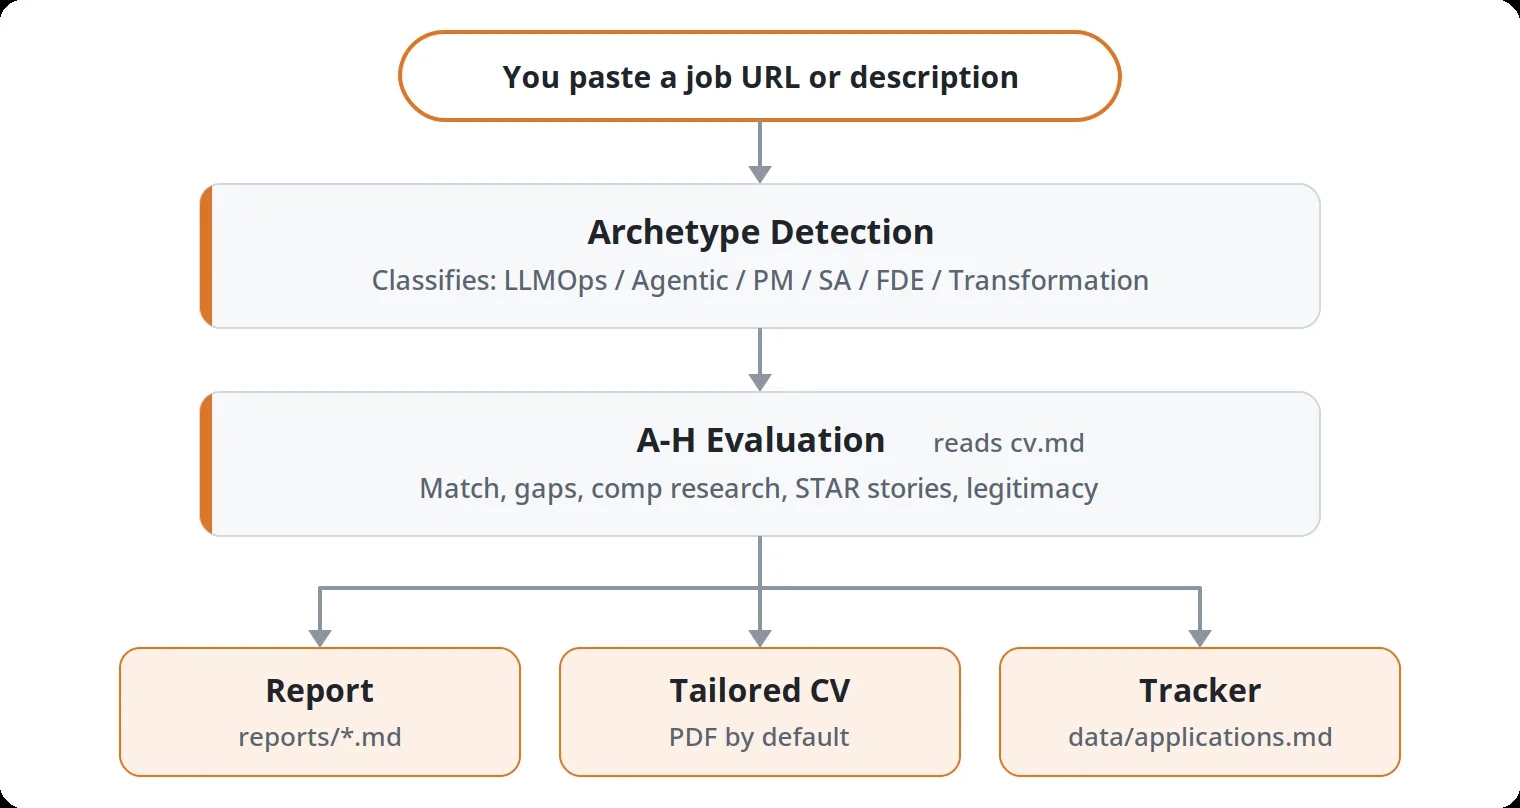 You paste a job URL or description
Archetype Detection
Classifies: LLMOps / Agentic / PM / SA / FDE / Transformation
A-H Evaluation reads cv.md
Match, gaps, comp research, STAR stories, legitimacy
Report
reports/*.md
Tailored CV
PDF by default
Tracker
data/applications.md